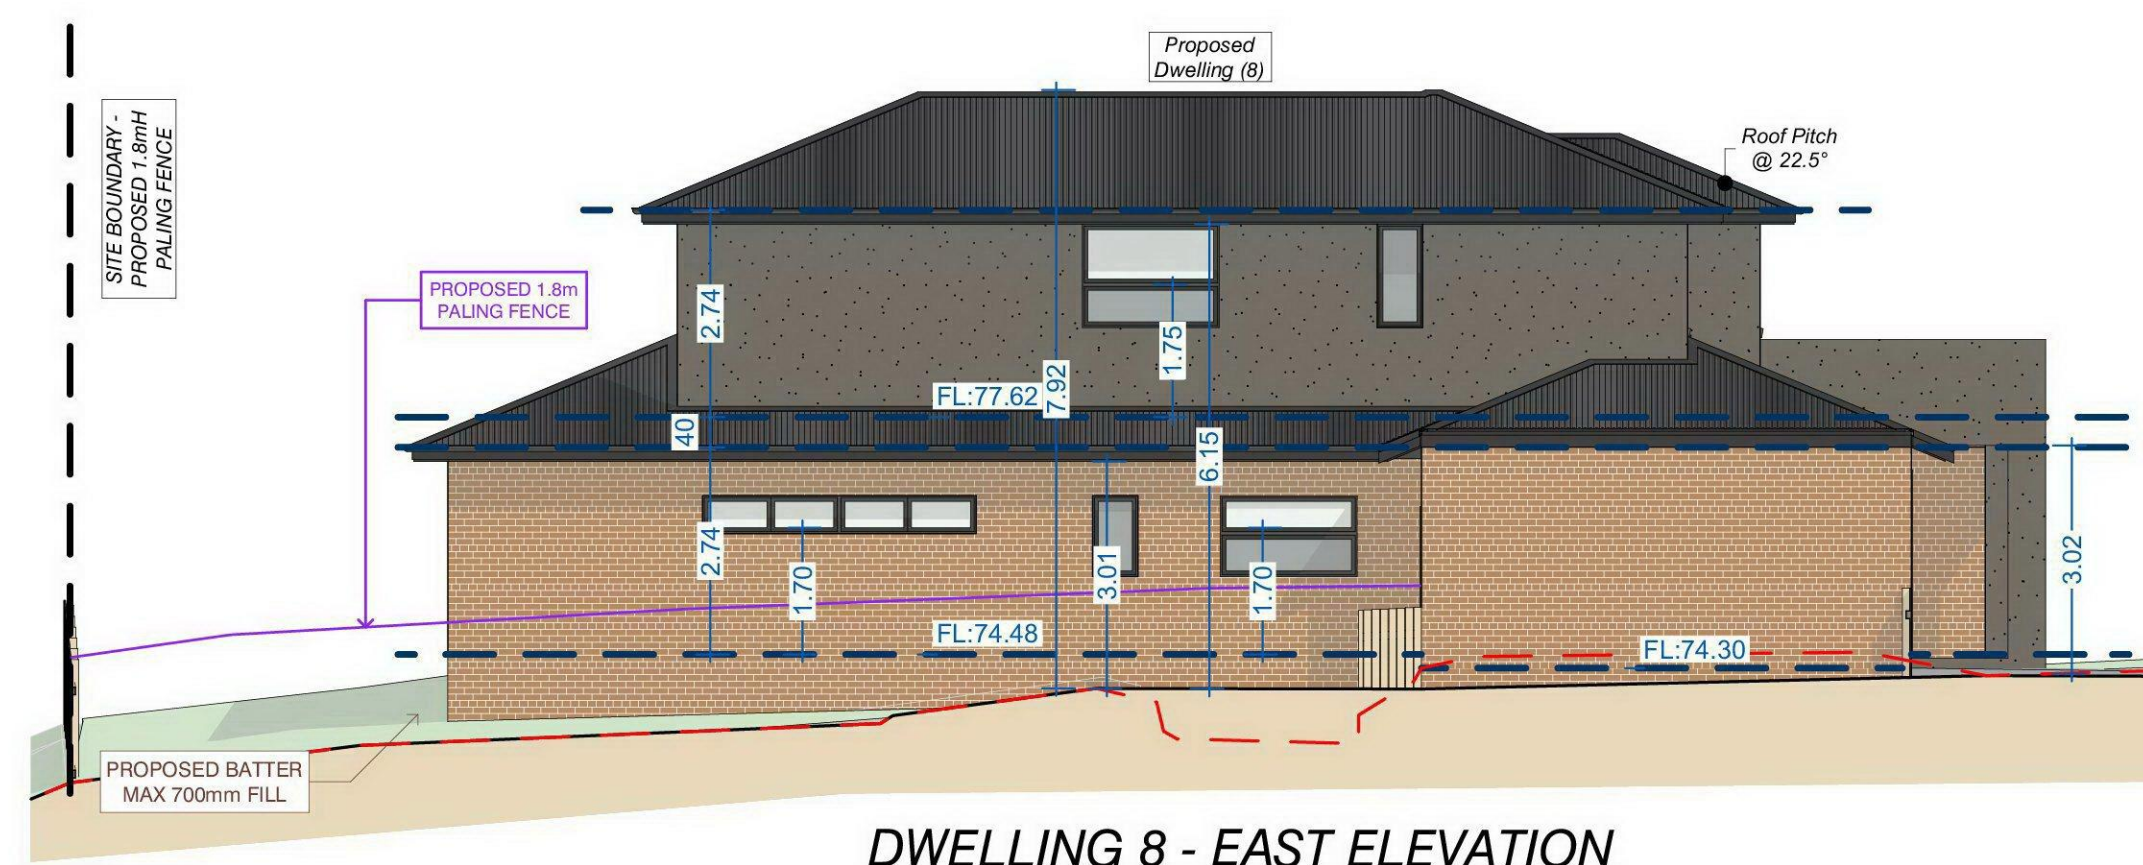 Proposed
Dwelling (8)
SITE BOUNDARY -
PROPOSED 1.8mH
PALING FENCE
Roof Pitch
@ 22.5°
PROPOSED 1.8m
PALING FENCE
2.74
1.75
FL:77.62
7.92
40
6.15
2.74
1.70
3.01
1.70
3.02
FL:74.48
FL:74.30
PROPOSED BATTER
MAX 700mm FILL
DWELLING 8 - EAST ELEVATION